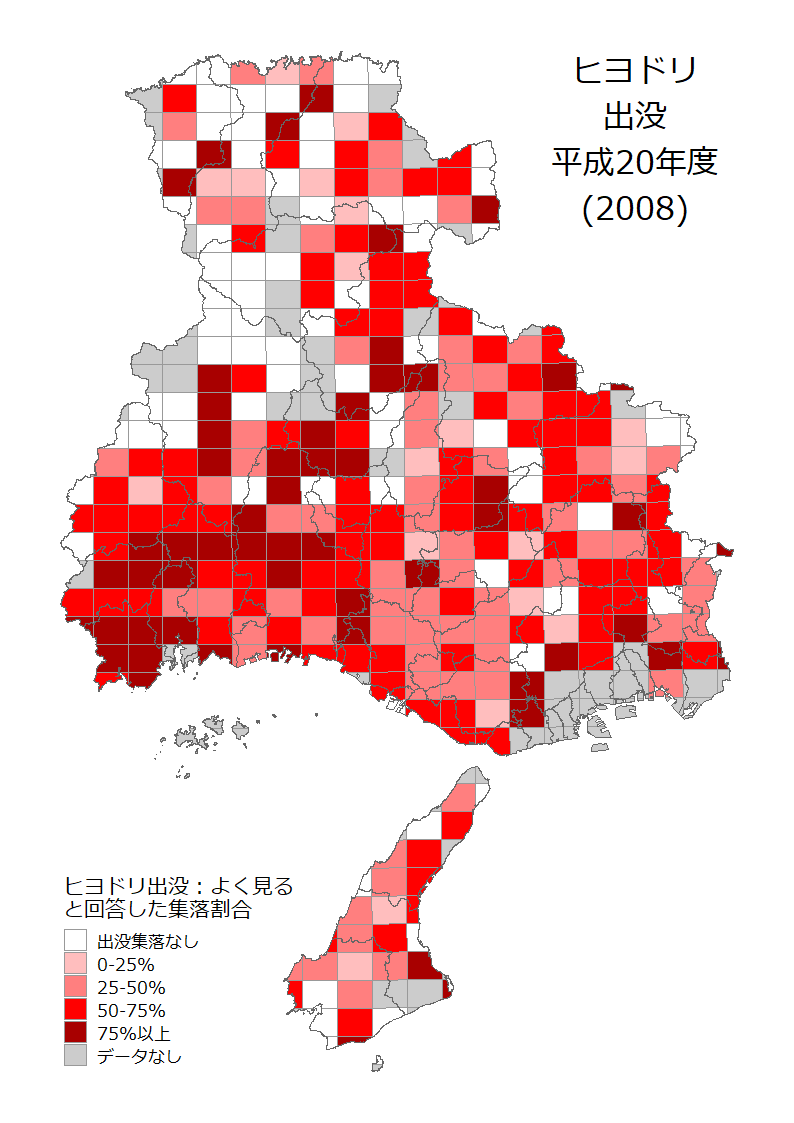 ヒヨドリ
出没
平成20年度
(2008)
ヒヨドリ出没：よく見る
と回答した集落割合
出没集落なし
0-25%
25-50%
50-75%
75%以上
データなし